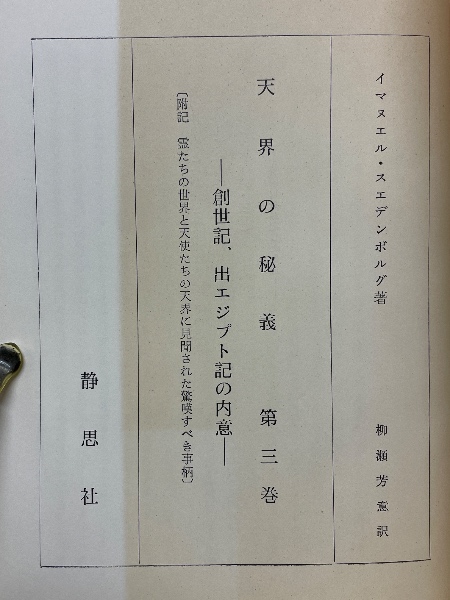 イマヌエル・スエデンボルグ著
柳瀬芳意訳
天界の秘義 第三巻
―創世記、出エジプト記の内意―
〔附記 霊たちの世界と天使たちの天界に見聞された驚嘆すべき事柄〕
静思社